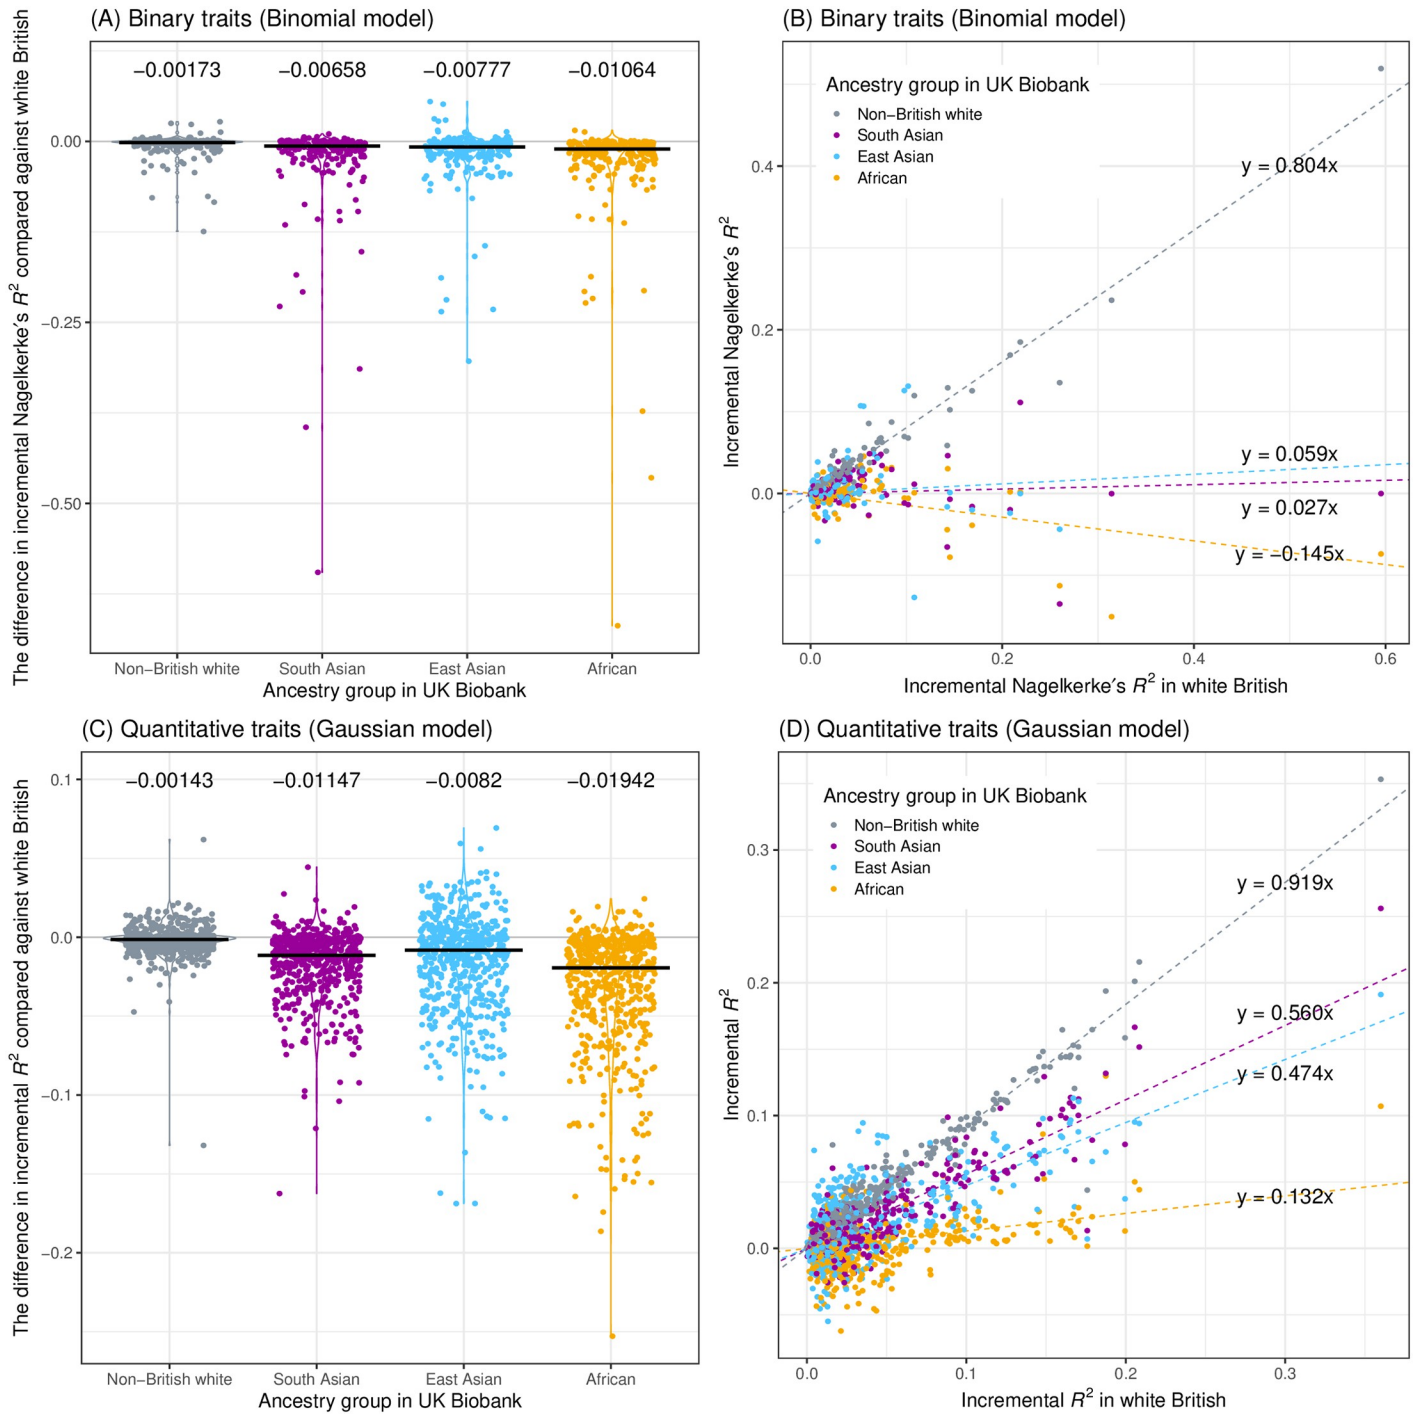 (A) Binary traits (Binomial model)
The difference in incremental Nagelkerke′s R² compared against white British
−0.00173 −0.00658 −0.00777 −0.01064
0.00
−0.25
−0.50
Non−British white South Asian East Asian African
Ancestry group in UK Biobank
(B) Binary traits (Binomial model)
Incremental Nagelkerke′s R²
Ancestry group in UK Biobank
Non−British white
South Asian
East Asian
African
y = 0.804x
y = 0.059x
y = 0.027x
y = −0.145x
0.4
0.2
0.0
0.0 0.2 0.4 0.6
Incremental Nagelkerke′s R² in white British
(C) Quantitative traits (Gaussian model)
The difference in incremental R² compared against white British
−0.00143 −0.01147 −0.0082 −0.01942
0.1
0.0
−0.1
−0.2
Non−British white South Asian East Asian African
Ancestry group in UK Biobank
(D) Quantitative traits (Gaussian model)
Incremental R²
Ancestry group in UK Biobank
Non−British white
South Asian
East Asian
African
y = 0.919x
y = 0.560x
y = 0.474x
y = 0.132x
0.3
0.2
0.1
0.0
0.0 0.1 0.2 0.3
Incremental R² in white British